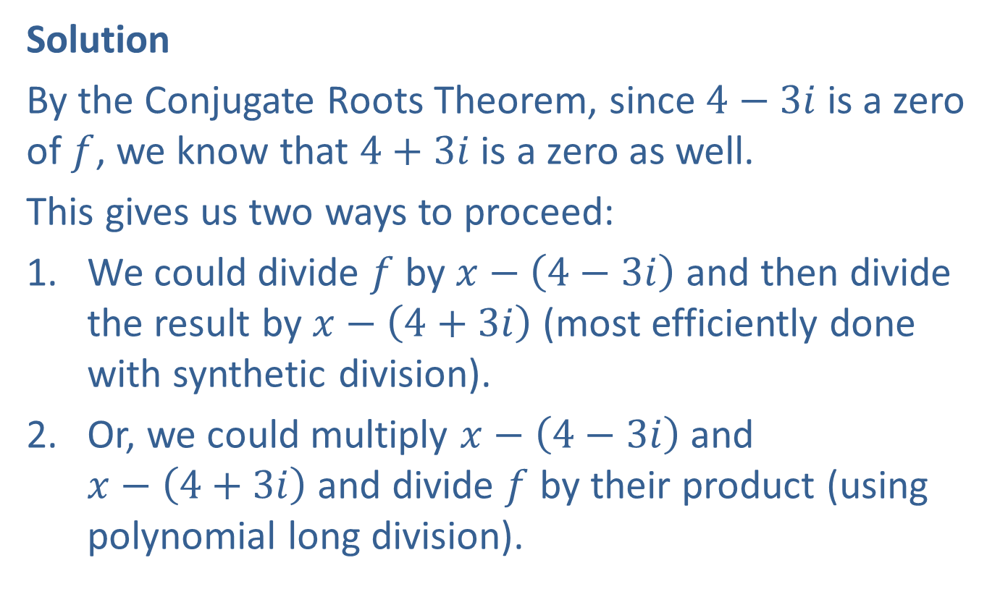 Solution
By the Conjugate Roots Theorem, since 4 − 3𝑖 is a zero
of 𝑓, we know that 4 + 3𝑖 is a zero as well.
This gives us two ways to proceed:
1. We could divide 𝑓 by 𝑥 − (4 − 3𝑖) and then divide
the result by 𝑥 − (4 + 3𝑖) (most efficiently done
with synthetic division).
2. Or, we could multiply 𝑥 − (4 − 3𝑖) and
𝑥 − (4 + 3𝑖) and divide 𝑓 by their product (using
polynomial long division).